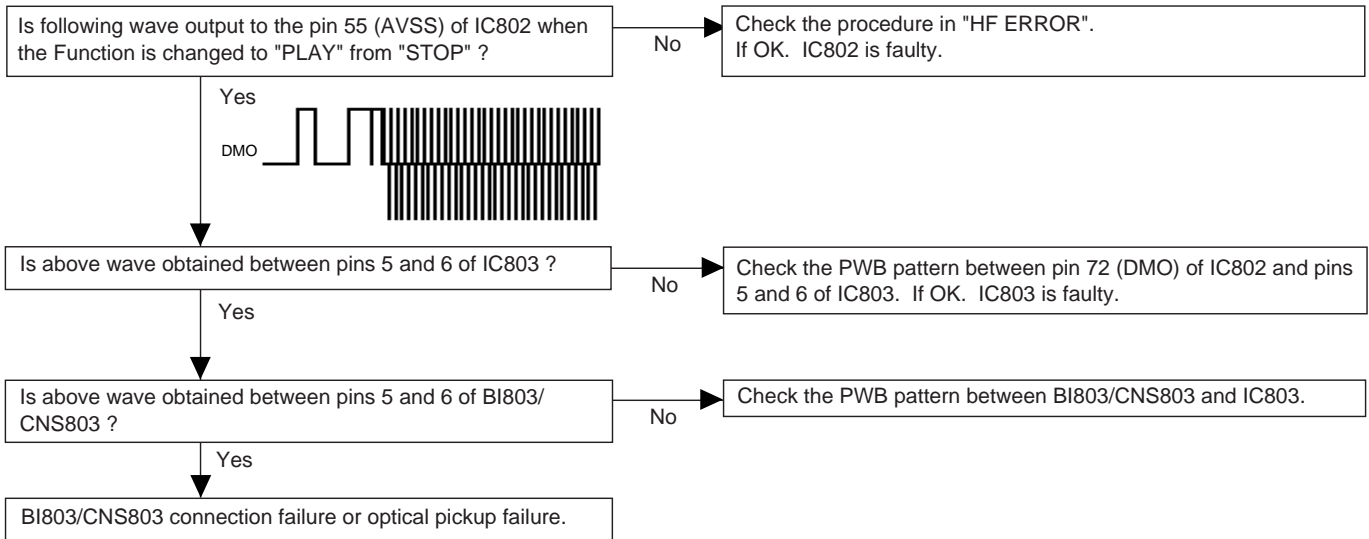 Is following wave output to the pin 55 (AVSS) of IC802 when
the Function is changed to "PLAY" from "STOP" ?
No
Check the procedure in "HF ERROR".
If OK.  IC802 is faulty.
Yes
DMO
Is above wave obtained between pins 5 and 6 of IC803 ?
No
Check the PWB pattern between pin 72 (DMO) of IC802 and pins
5 and 6 of IC803.  If OK.  IC803 is faulty.
Yes
Is above wave obtained between pins 5 and 6 of BI803/
CNS803 ?
No
Check the PWB pattern between BI803/CNS803 and IC803.
Yes
BI803/CNS803 connection failure or optical pickup failure.